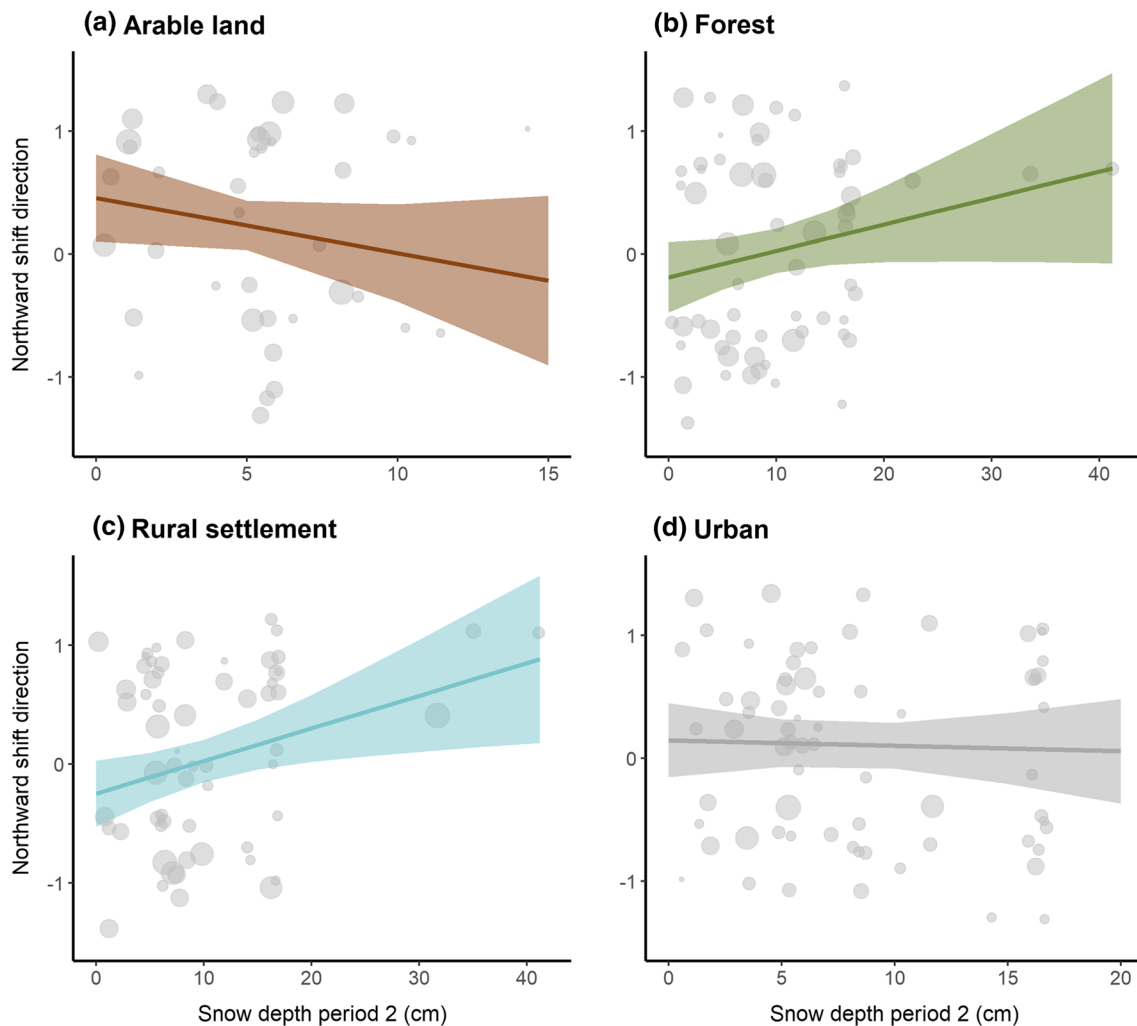 (a) Arable land
(b) Forest
Northward shift direction
1
0
-1
0 5 10 15
1
0
-1
0 10 20 30 40
(c) Rural settlement
(d) Urban
Northward shift direction
1
0
-1
0 10 20 30 40
Snow depth period 2 (cm)
1
0
-1
0 5 10 15 20
Snow depth period 2 (cm)